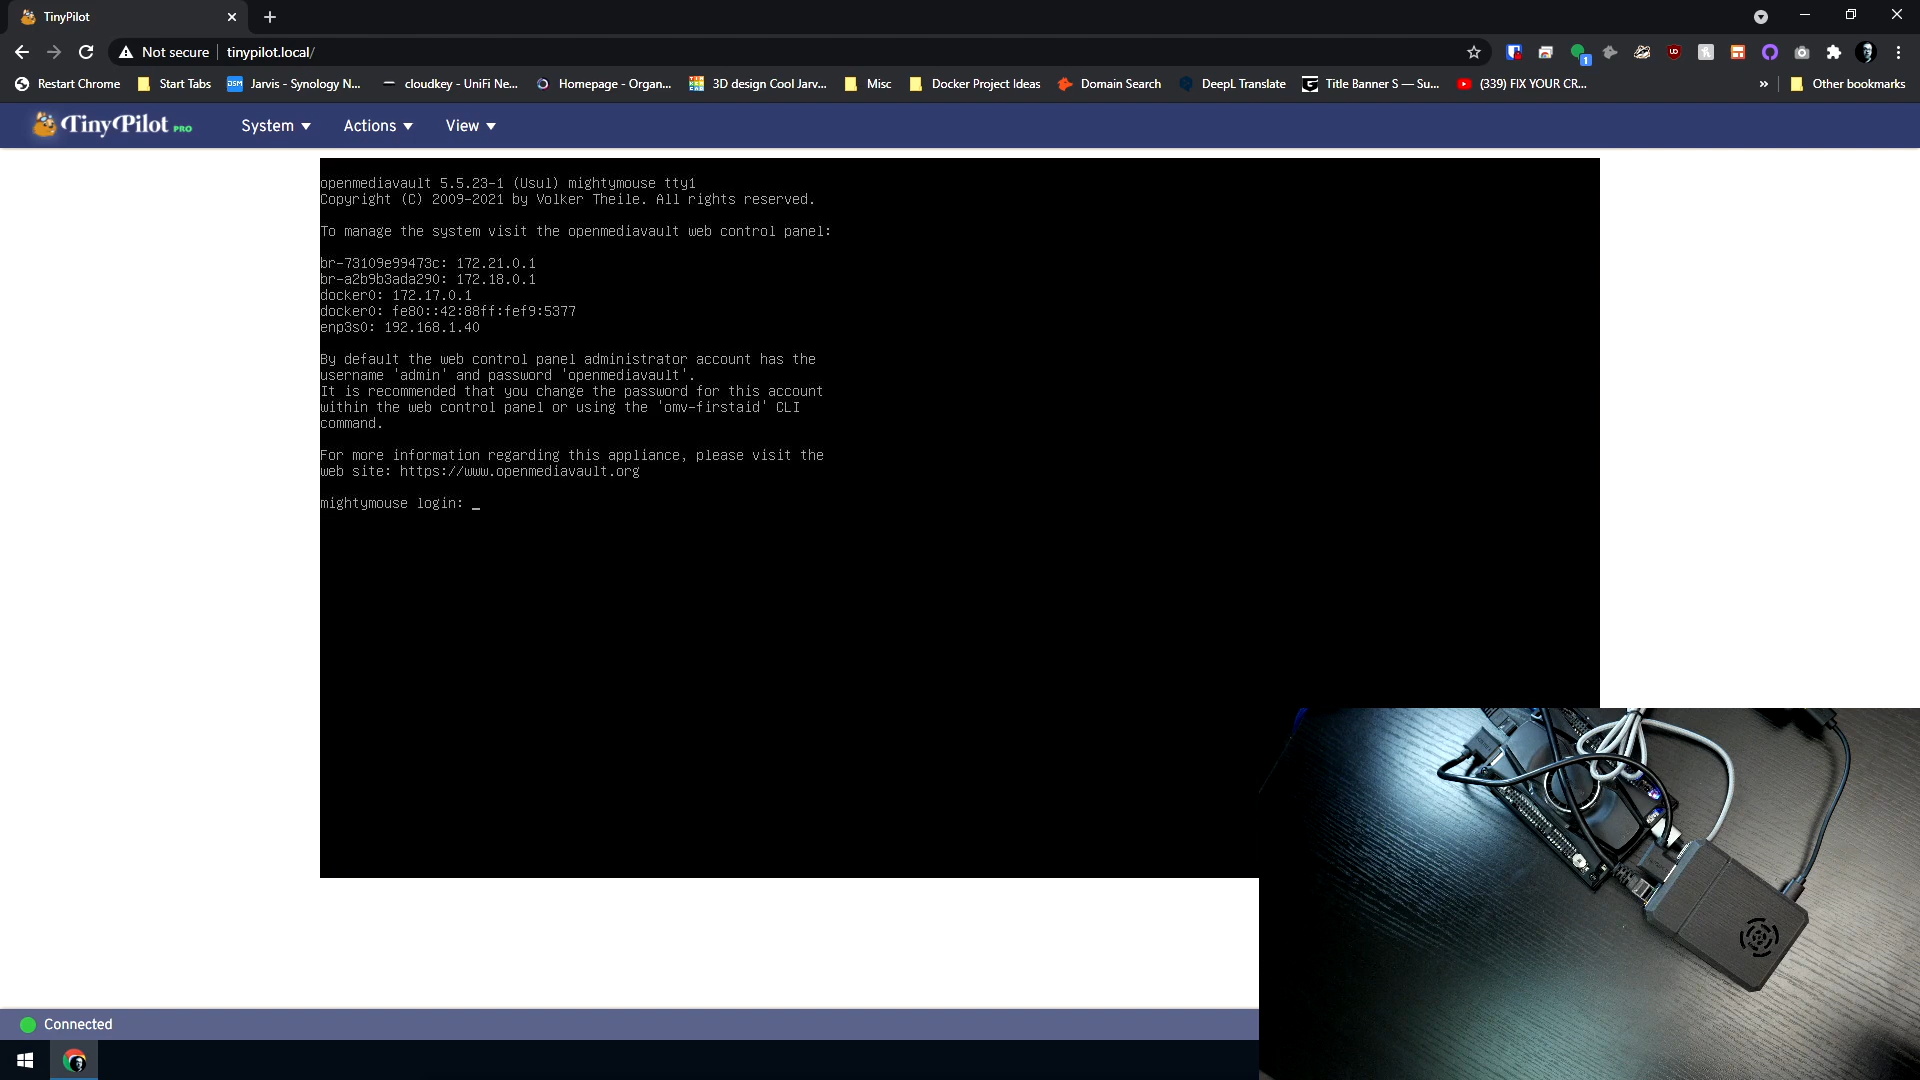 TinyPilot
Not secure
tinypilot.local/
1
Restart Chrome
Start Tabs
DSM
Jarvis - Synology N...
cloudkey - UniFi Ne...
Homepage - Organ...
3D design Cool Jarv...
Misc
Docker Project Ideas
Domain Search
DeepL Translate
Title Banner S — Su...
(339) FIX YOUR CR...
»
Other bookmarks
TinyPilot PRO
System
Actions
View
openmediavault 5.5.23-1 (Usul) mightymouse tty1
Copyright (C) 2009-2021 by Volker Theile. All rights reserved.
To manage the system visit the openmediavault web control panel:
br-73109e99473c: 172.21.0.1
br-a2b9b3ada290: 172.18.0.1
docker0: 172.17.0.1
docker0: fe80::42:88ff:fef9:5377
enp3s0: 192.168.1.40
By default the web control panel administrator account has the
username 'admin' and password 'openmediavault'.
It is recommended that you change the password for this account
within the web control panel or using the 'omv-firstaid' CLI
command.
For more information regarding this appliance, please visit the
web site: https://www.openmediavault.org
mightymouse login: _
Connected